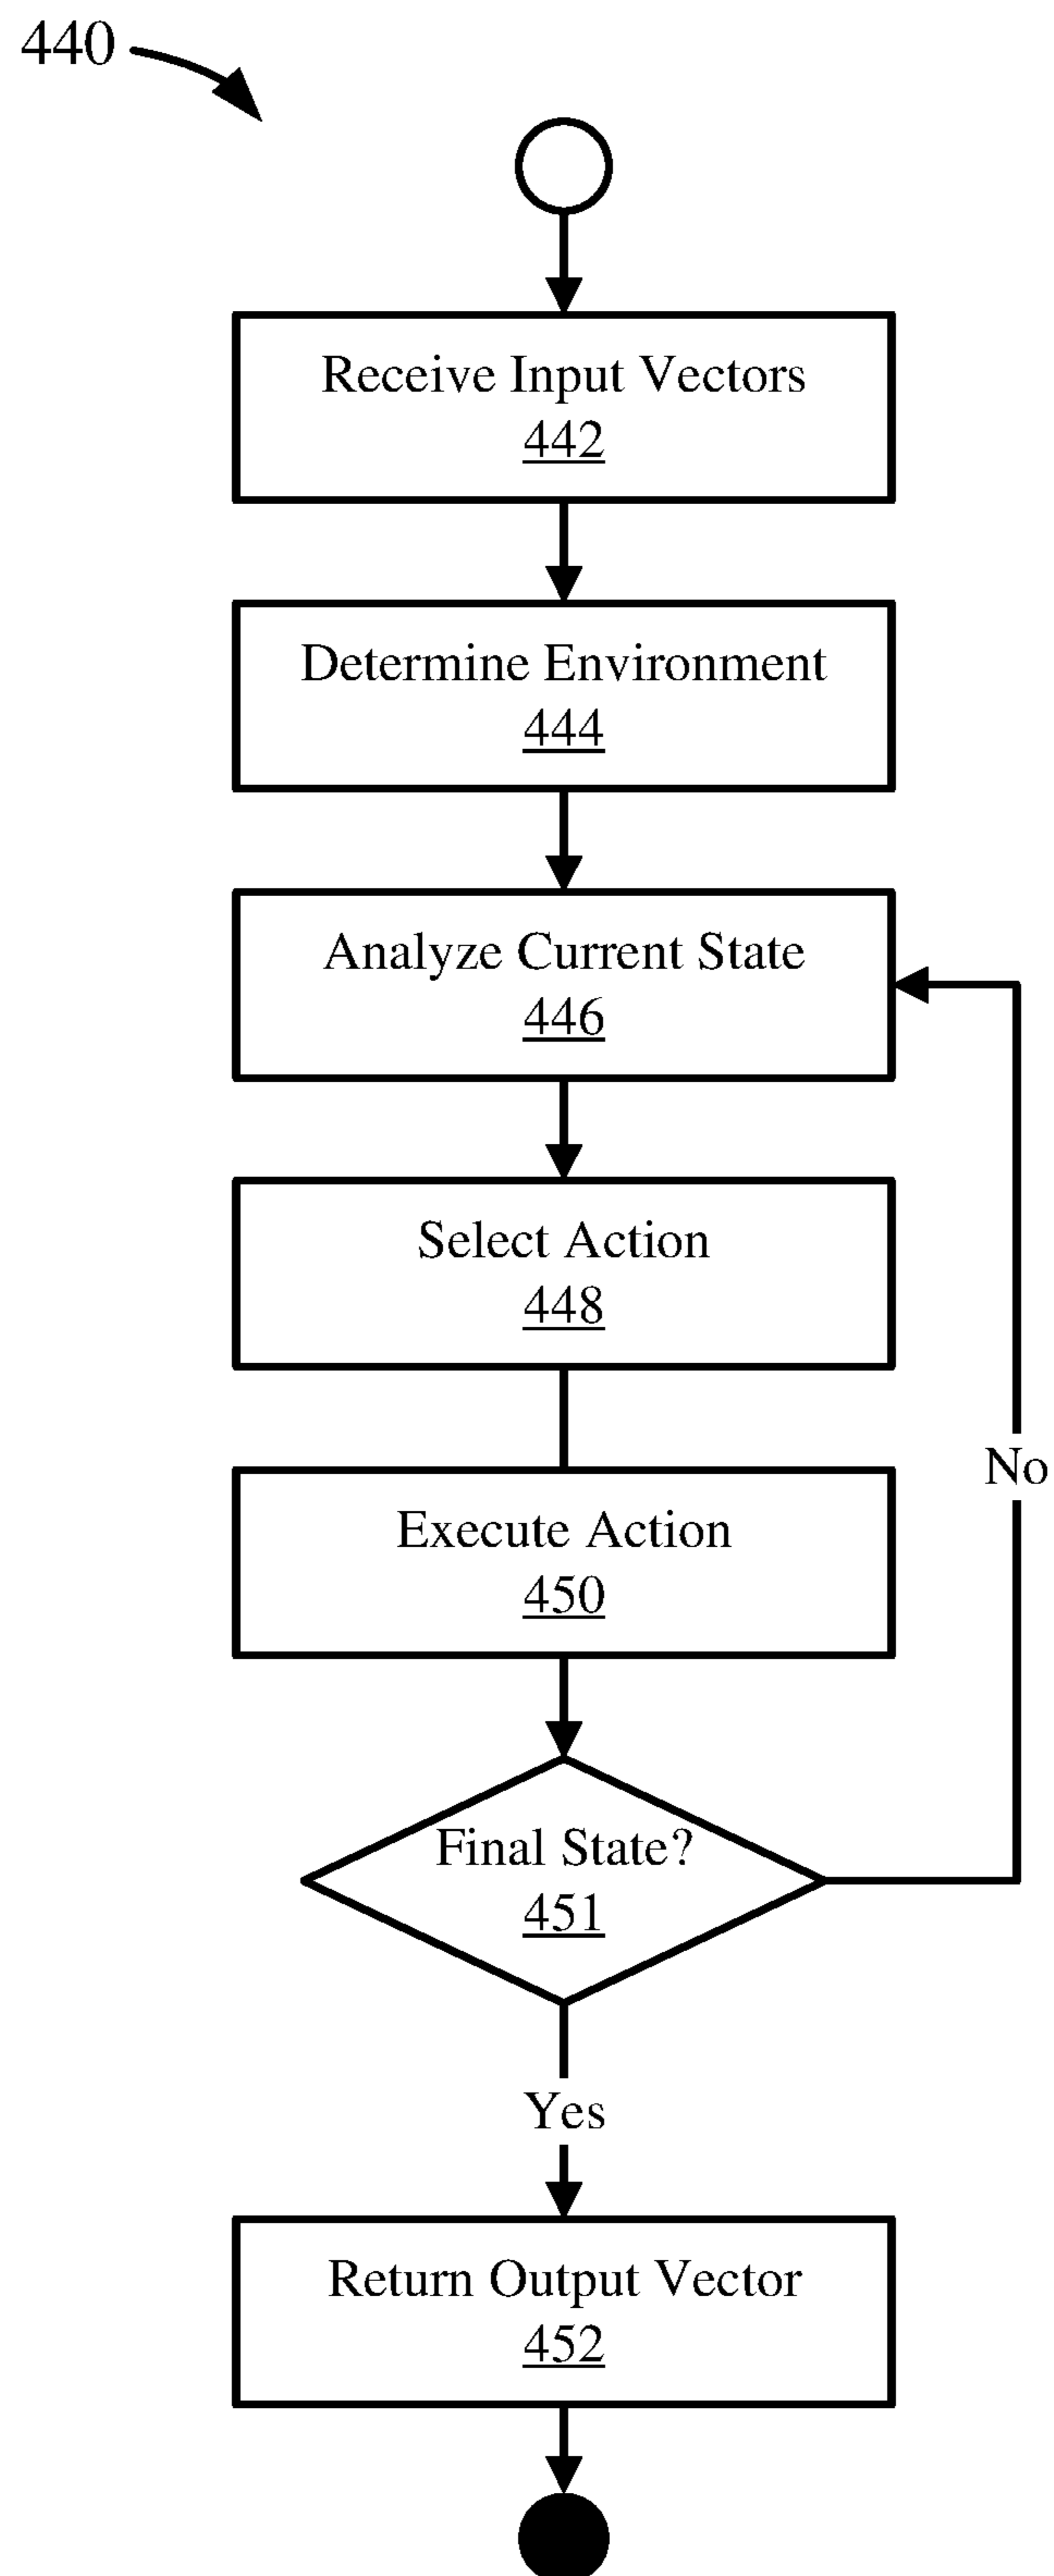 440
Receive Input Vectors
442
Determine Environment
444
Analyze Current State
446
Select Action
448
No
Execute Action
450
Final State?
451
Yes
Return Output Vector
452